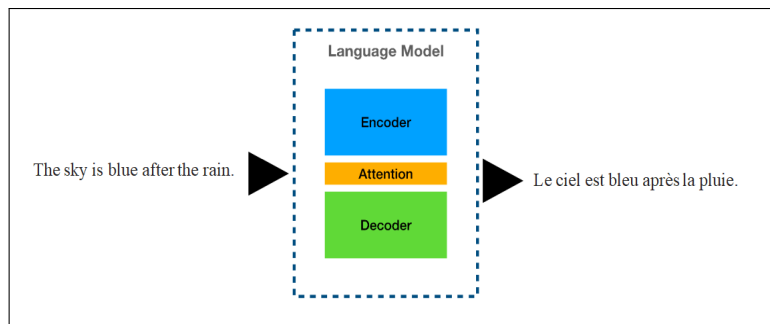 Language Model
Encoder
The sky is blue after the rain.
Attention
Le ciel est bleu après la pluie.
Decoder